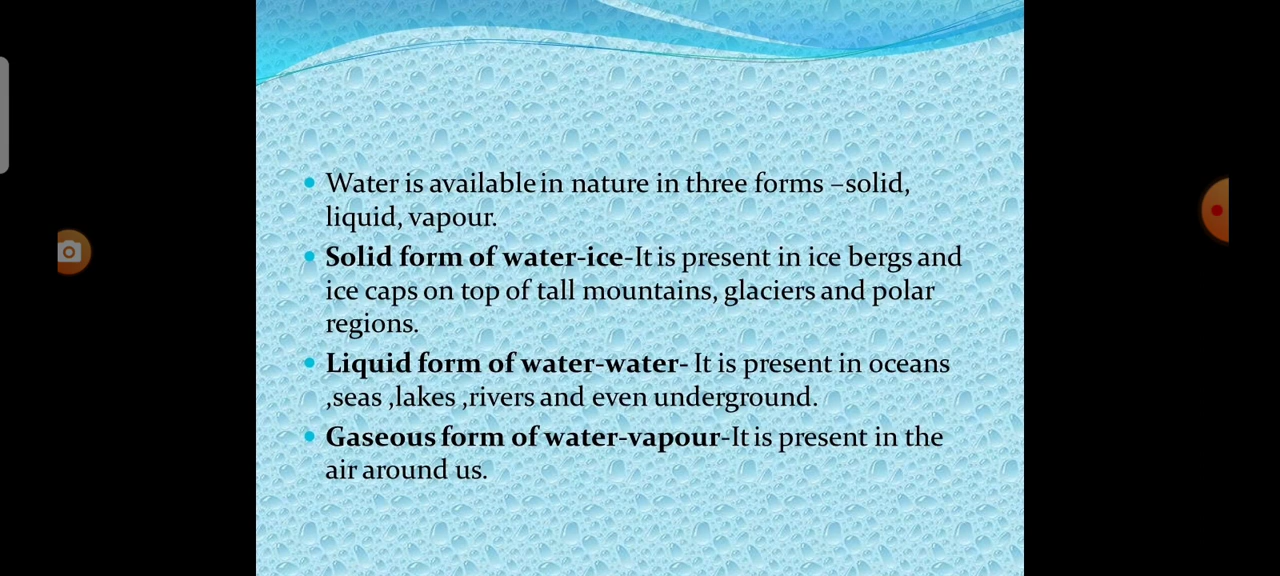 Water is available in nature in three forms –solid,
liquid, vapour.
Solid form of water-ice-It is present in ice bergs and
ice caps on top of tall mountains, glaciers and polar
regions.
Liquid form of water-water- It is present in oceans
,seas ,lakes ,rivers and even underground.
Gaseous form of water-vapour-It is present in the
air around us.